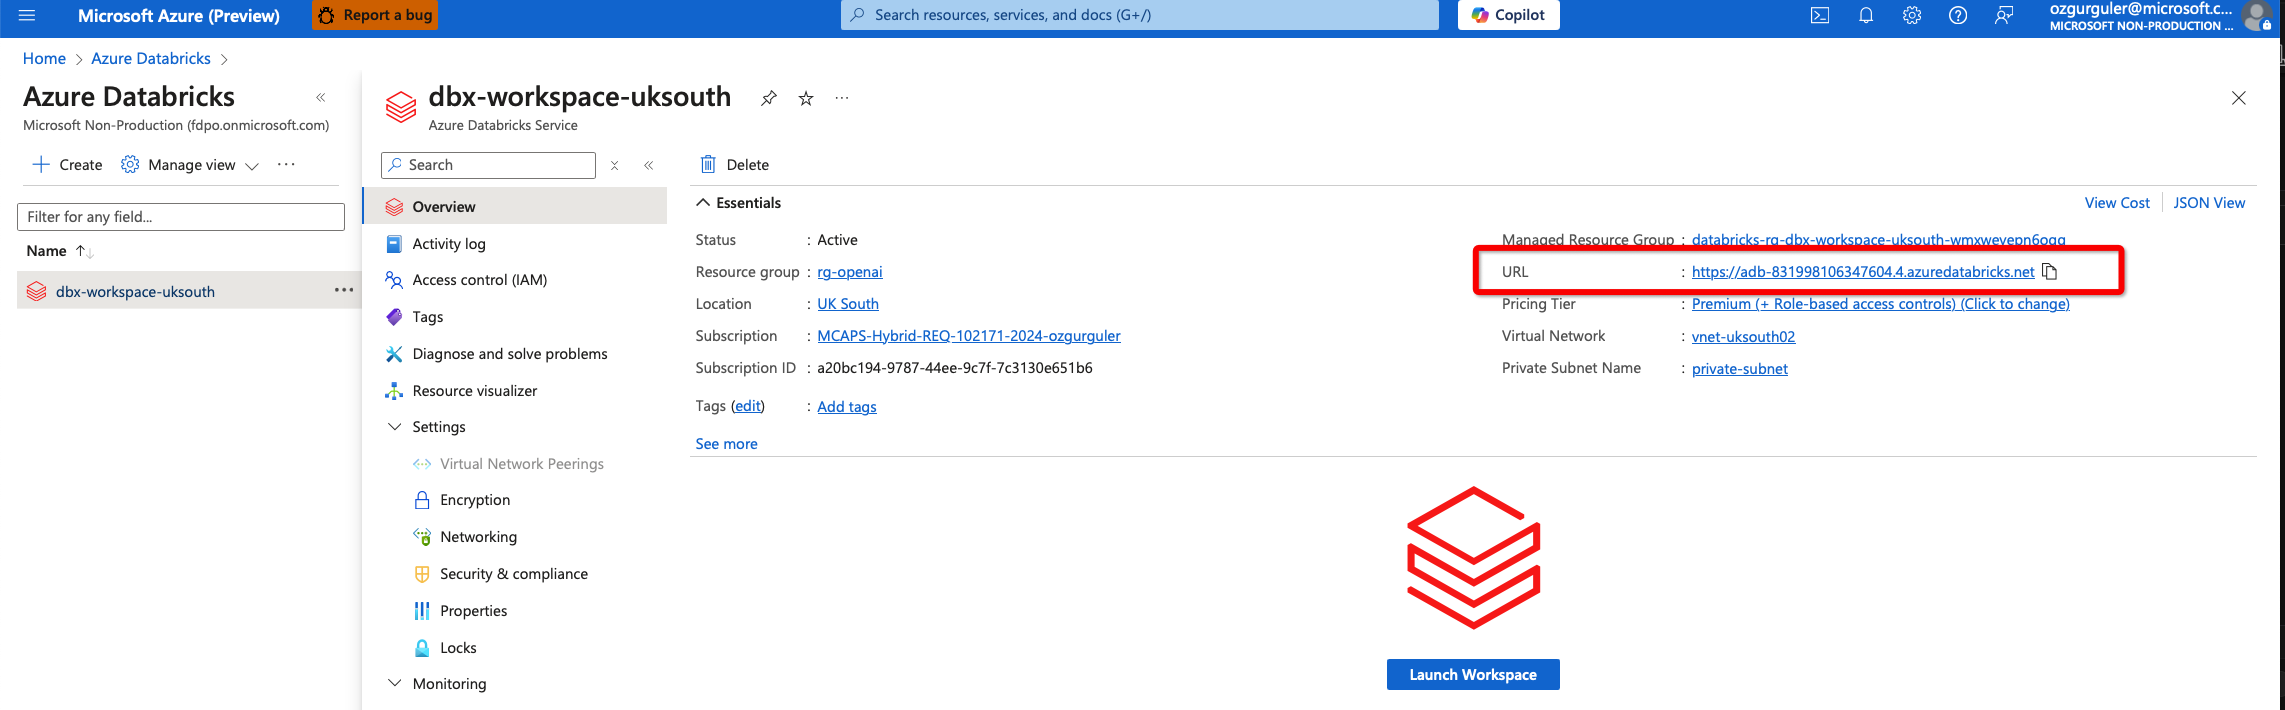 Microsoft Azure (Preview)
Report a bug
Search resources, services, and docs (G+/)
Copilot
ozgurguler@microsoft.c...
MICROSOFT NON-PRODUCTION ...
Home > Azure Databricks >
Azure Databricks
Microsoft Non-Production (fdpo.onmicrosoft.com)
Create
Manage view
...
Filter for any field...
Name
dbx-workspace-uksouth
...
dbx-workspace-uksouth
...
Azure Databricks Service
Search
Overview
Activity log
Access control (IAM)
Tags
Diagnose and solve problems
Resource visualizer
Settings
Virtual Network Peerings
Encryption
Networking
Security & compliance
Properties
Locks
Monitoring
Delete
Essentials
View Cost
JSON View
Status : Active
Resource group : rg-openai
Location : UK South
Subscription : MCAPS-Hybrid-REQ-102171-2024-ozgurguler
Subscription ID : a20bc194-9787-44ee-9c7f-7c3130e651b6
Tags (edit) : Add tags
See more
Managed Resource Group :
URL : https://adb-831998106347604.4.azuredatabricks.net
Pricing Tier : Premium (+ Role-based access controls) (Click to change)
Virtual Network : vnet-uksouth02
Private Subnet Name : private-subnet
Launch Workspace